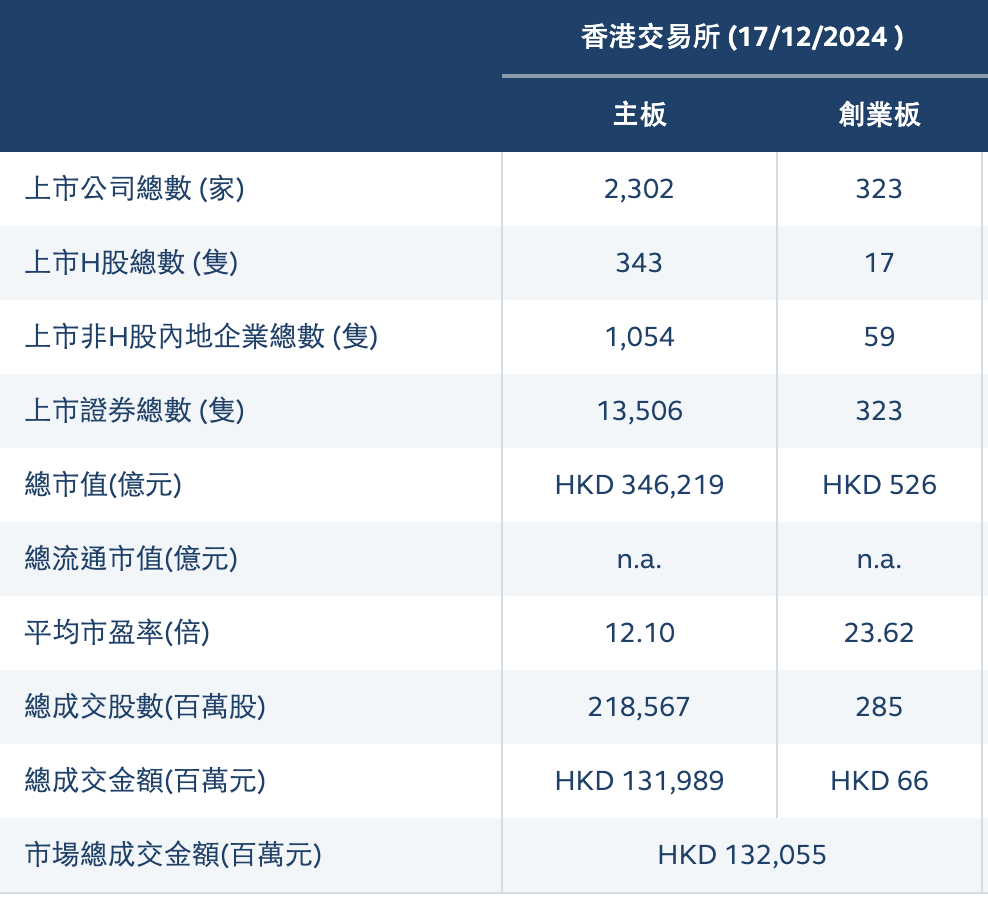 香港交易所 (17/12/2024 )
主板 創業板
上市公司總數 (家) 2,302 323
上市H股總數 (隻) 343 17
上市非H股內地企業總數 (隻) 1,054 59
上市證券總數 (隻) 13,506 323
總市值(億元) HKD 346,219 HKD 526
總流通市值(億元) n.a. n.a.
平均市盈率(倍) 12.10 23.62
總成交股數(百萬股) 218,567 285
總成交金額(百萬元) HKD 131,989 HKD 66
市場總成交金額(百萬元) HKD 132,055